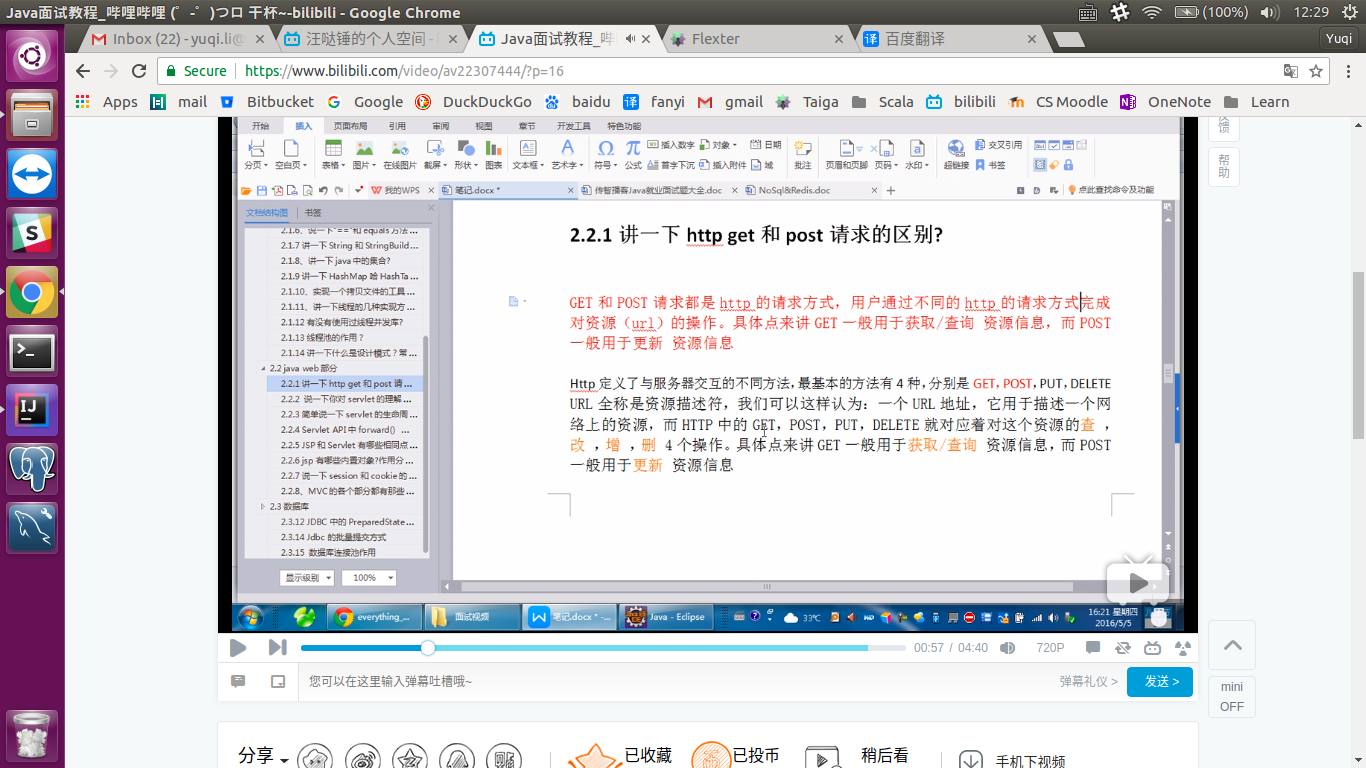 Java面试教程_哔哩哔哩 (゜-゜)つロ 干杯~-bilibili - Google Chrome
(100%)
12:29
Inbox (22) - yuqi.li@
汪哒锤的个人空间 -
Java面试教程_哔
Flexter
百度翻译
Yuqi
Secure
https://www.bilibili.com/video/av22307444/?p=16
Apps
mail
Bitbucket
Google
DuckDuckGo
baidu
fanyi
gmail
Taiga
Scala
bilibili
CS Moodle
OneNote
Learn
开始 插入 页面布局 引用 审阅 视图 章节 开发工具 特色功能
插入数字 对象 日期 交叉引用
分页 空白页 表格 图片 在线图片 截屏 形状 图表 文本框 艺术字 符号 公式 首字下沉 插入附件 域 批注 页眉和页脚 页码 水印 超链接 书签
我的WPS
笔记.docx *
传智播客Java就业面试题大全.doc
NoSql&Redis.doc
点此查找命令及功能
文档结构图 书签
2.1.6、说一下"=="和 equals 方法 ...
2.1.7 讲一下 String 和 StringBuild...
2.1.8、讲一下 java 中的集合?
2.1.9 讲一下 HashMap 哈 HashTa ...
2.1.10、实现一个拷贝文件的工具 ...
2.1.11、讲一下线程的几种实现方 ...
2.1.12 有没有使用过线程并发库?
2.1.13 线程池的作用?
2.1.14 讲一下什么是设计模式?常 ...
2.2 java web 部分
2.2.1 讲一下 http get 和 post 请 ...
2.2.2 说一下你对 servlet 的理解 ...
2.2.3 简单说一下 servlet 的生命周 ...
2.2.4 Servlet API 中 forward() ...
2.2.5 JSP 和 Servlet 有哪些相同点 ...
2.2.6 jsp 有哪些内置对象?作用分 ...
2.2.7 说一下 session 和 cookie 的 ...
2.2.8、MVC 的各个部分都有那些 ...
2.3 数据库
2.3.12 JDBC 中的 PreparedState...
2.3.14 Jdbc 的批量提交方式
2.3.15 数据库连接池作用
显示级别
100%
2.2.1 讲一下 http get 和 post 请求的区别?
GET 和 POST 请求都是 http 的请求方式，用户通过不同的 http 的请求方式完成
对资源（url）的操作。具体点来讲 GET 一般用于获取/查询 资源信息，而 POST
一般用于更新 资源信息
Http 定义了与服务器交互的不同方法，最基本的方法有 4 种，分别是 GET, POST, PUT, DELETE
URL 全称是资源描述符，我们可以这样认为：一个 URL 地址，它用于描述一个网
络上的资源，而 HTTP 中的 GET，POST，PUT，DELETE 就对应着对这个资源的查 ，
改 ，增 ，删 4 个操作。具体点来讲 GET 一般用于获取/查询 资源信息，而 POST
一般用于更新 资源信息
everything_...
面试视频
笔记.docx * -...
Java - Eclipse
33℃
16:21 星期四
2016/5/5
00:57 / 04:40
720P
您可以在这里输入弹幕吐槽哦~
弹幕礼仪 >
发送 >
分享
已收藏
已投币
稍后看
手机下视频
反馈
帮助
mini
OFF